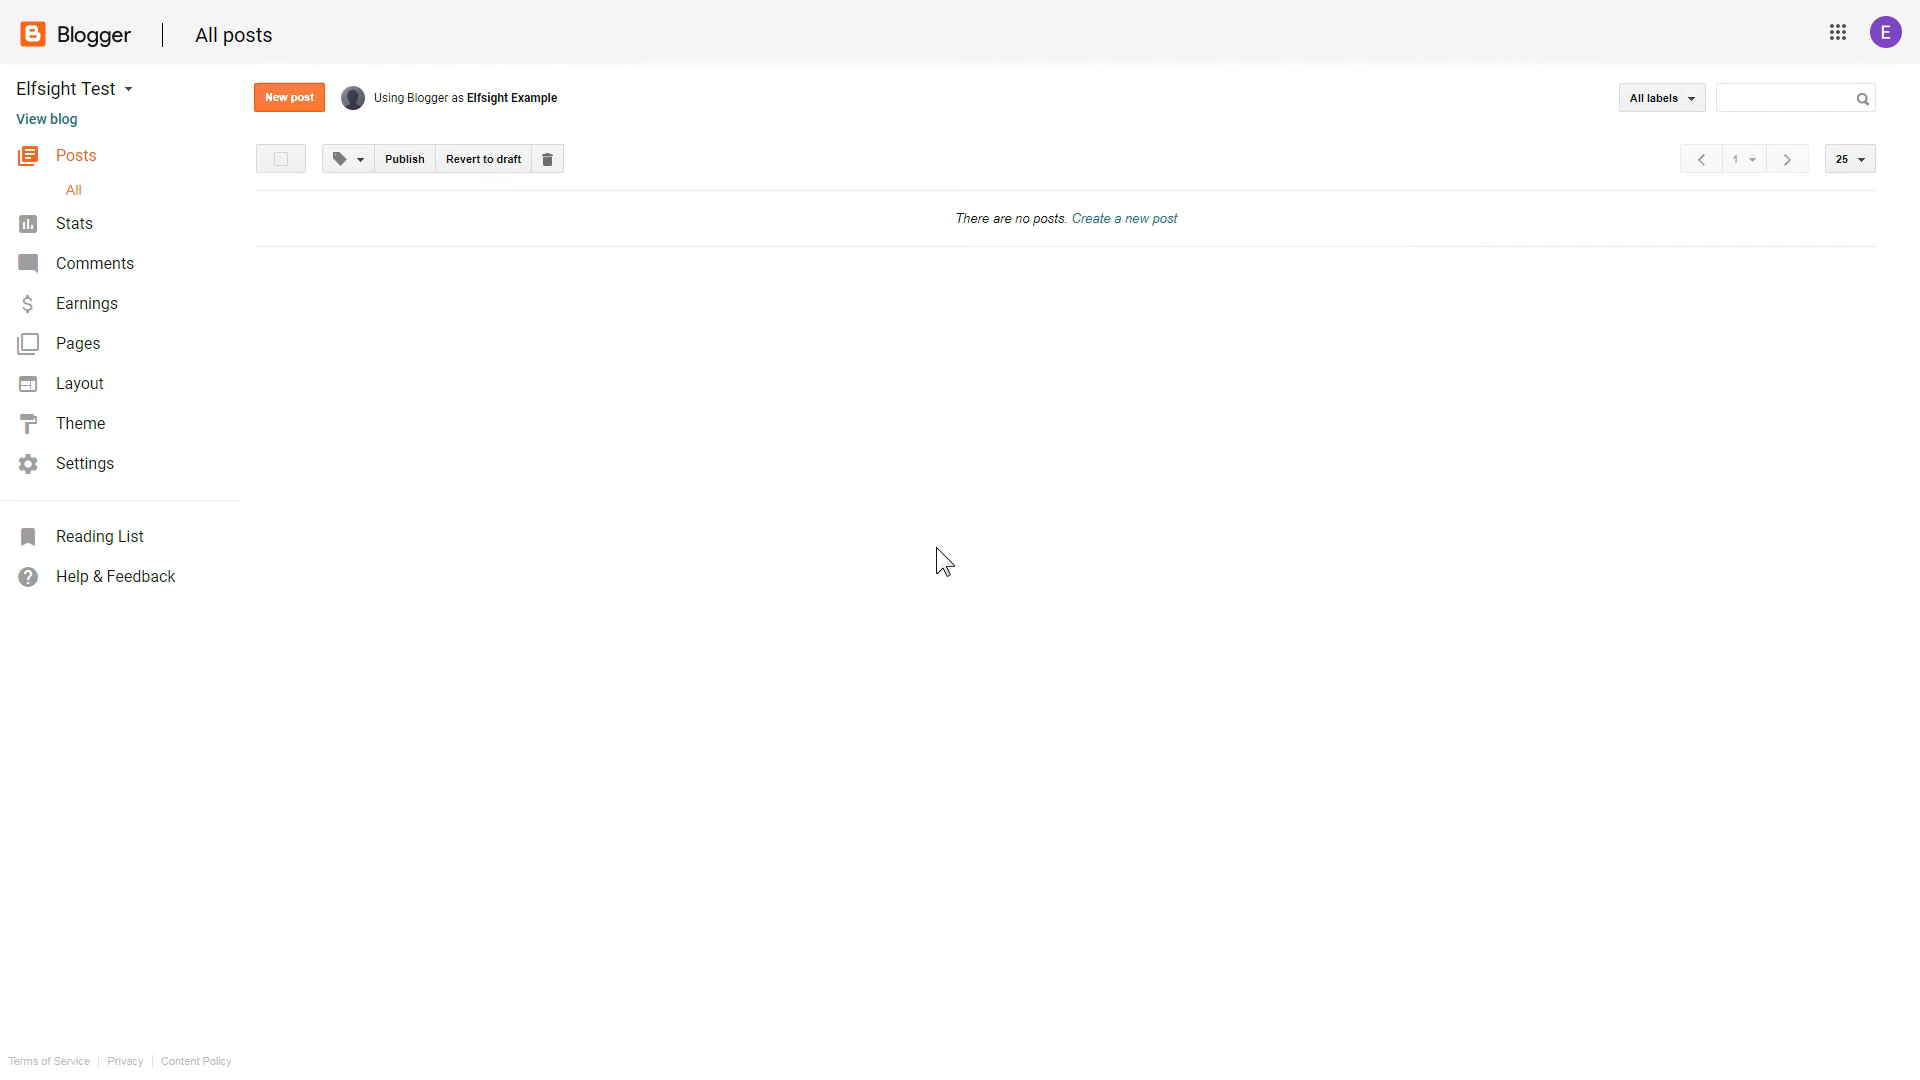 Blogger
All posts
E
Elfsight Test
View blog
New post
Using Blogger as Elfsight Example
All labels
Posts
All
Publish
Revert to draft
1
25
There are no posts. Create a new post
Stats
Comments
Earnings
Pages
Layout
Theme
Settings
Reading List
Help & Feedback
Terms of Service
Privacy
Content Policy